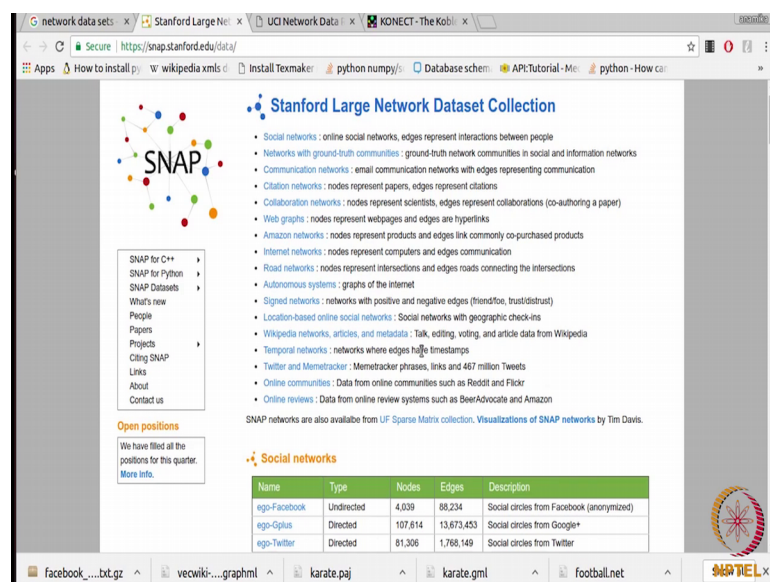 network data sets
Stanford Large Net
UCI Network Data
KONECT - The Kobl
anamika
Secure | https://snap.stanford.edu/data/
Apps How to install py wikipedia xmls d Install Texmaker python numpy/s Database schem API:Tutorial - Me python - How can »
SNAP
Stanford Large Network Dataset Collection
• Social networks : online social networks, edges represent interactions between people
• Networks with ground-truth communities : ground-truth network communities in social and information networks
• Communication networks : email communication networks with edges representing communication
• Citation networks : nodes represent papers, edges represent citations
• Collaboration networks : nodes represent scientists, edges represent collaborations (co-authoring a paper)
• Web graphs : nodes represent webpages and edges are hyperlinks
• Amazon networks : nodes represent products and edges link commonly co-purchased products
• Internet networks : nodes represent computers and edges communication
• Road networks : nodes represent intersections and edges roads connecting the intersections
• Autonomous systems : graphs of the internet
• Signed networks : networks with positive and negative edges (friend/foe, trust/distrust)
• Location-based online social networks : Social networks with geographic check-ins
• Wikipedia networks, articles, and metadata : Talk, editing, voting, and article data from Wikipedia
• Temporal networks : networks where edges have timestamps
• Twitter and Memetracker : Memetracker phrases, links and 467 million Tweets
• Online communities : Data from online communities such as Reddit and Flickr
• Online reviews : Data from online review systems such as BeerAdvocate and Amazon
SNAP networks are also availalbe from UF Sparse Matrix collection. Visualizations of SNAP networks by Tim Davis.
SNAP for C++
SNAP for Python
SNAP Datasets
What's new
People
Papers
Projects
Citing SNAP
Links
About
Contact us
Open positions
We have filled all the
positions for this quarter.
More info.
Social networks
Name Type Nodes Edges Description
ego-Facebook Undirected 4,039 88,234 Social circles from Facebook (anonymized)
ego-Gplus Directed 107,614 13,673,453 Social circles from Google+
ego-Twitter Directed 81,306 1,768,149 Social circles from Twitter
facebook_....txt.gz vecwiki-....graphml karate.paj karate.gml football.net
NPTEL